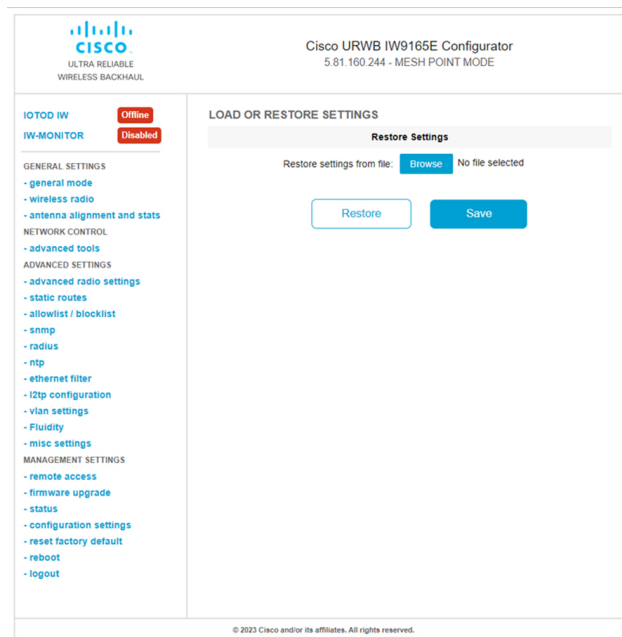 CISCO
ULTRA RELIABLE
WIRELESS BACKHAUL
Cisco URWB IW9165E Configurator
5.81.160.244 - MESH POINT MODE
IOTOD IW Offline
IW-MONITOR Disabled
GENERAL SETTINGS
- general mode
- wireless radio
- antenna alignment and stats
NETWORK CONTROL
- advanced tools
ADVANCED SETTINGS
- advanced radio settings
- static routes
- allowlist / blocklist
- snmp
- radius
- ntp
- ethernet filter
- l2tp configuration
- vlan settings
- Fluidity
- misc settings
MANAGEMENT SETTINGS
- remote access
- firmware upgrade
- status
- configuration settings
- reset factory default
- reboot
- logout
LOAD OR RESTORE SETTINGS
Restore Settings
Restore settings from file: Browse No file selected
Restore Save
© 2023 Cisco and/or its affiliates. All rights reserved.